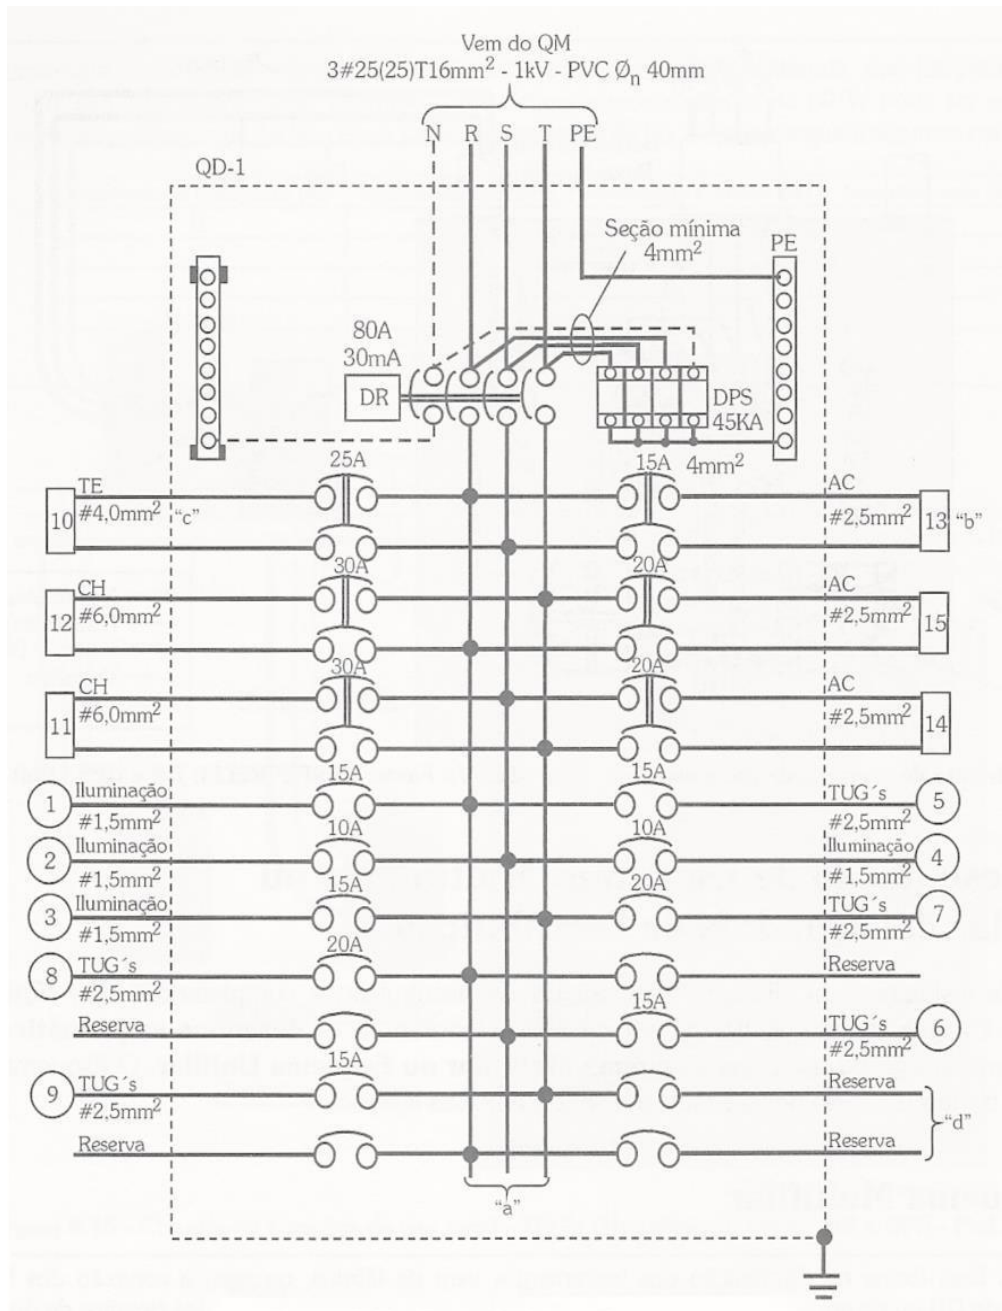 Vem do QM
3#25(25)T16mm² - 1kV - PVC Øn 40mm
N R S T PE
QD-1
Seção mínima
4mm²
PE
80A
30mA
DR
DPS
45KA
4mm²
25A
15A
TE
10 #4,0mm² "c"
AC
#2,5mm² 13 "b"
30A
20A
CH
12 #6,0mm²
AC
#2,5mm² 15
30A
20A
CH
11 #6,0mm²
AC
#2,5mm² 14
15A
15A
1 Iluminação
#1,5mm²
TUG´s 5
#2,5mm²
10A
10A
2 Iluminação
#1,5mm²
Iluminação 4
#1,5mm²
15A
20A
3 Iluminação
#1,5mm²
TUG´s 7
#2,5mm²
20A
8 TUG´s
#2,5mm²
Reserva
15A
Reserva
TUG´s 6
#2,5mm²
15A
9 TUG´s
#2,5mm²
Reserva
"d"
Reserva
Reserva
"a"